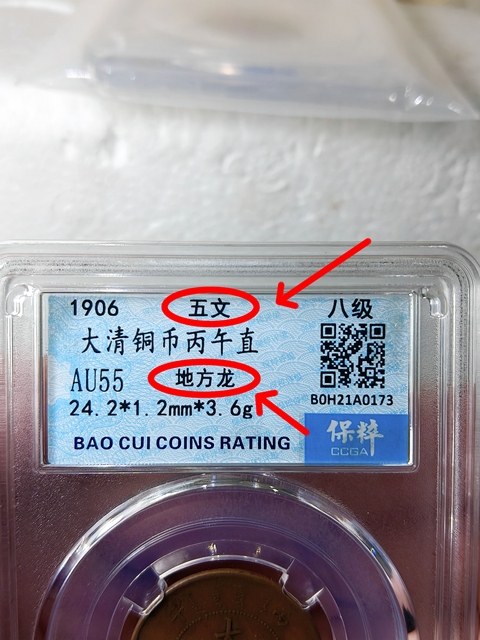 1906 五文 八级
大清铜币丙午直
AU55 地方龙
B0H21A0173
24.2*1.2mm*3.6g
BAO CUI COINS RATING
保粹
CCGA
大